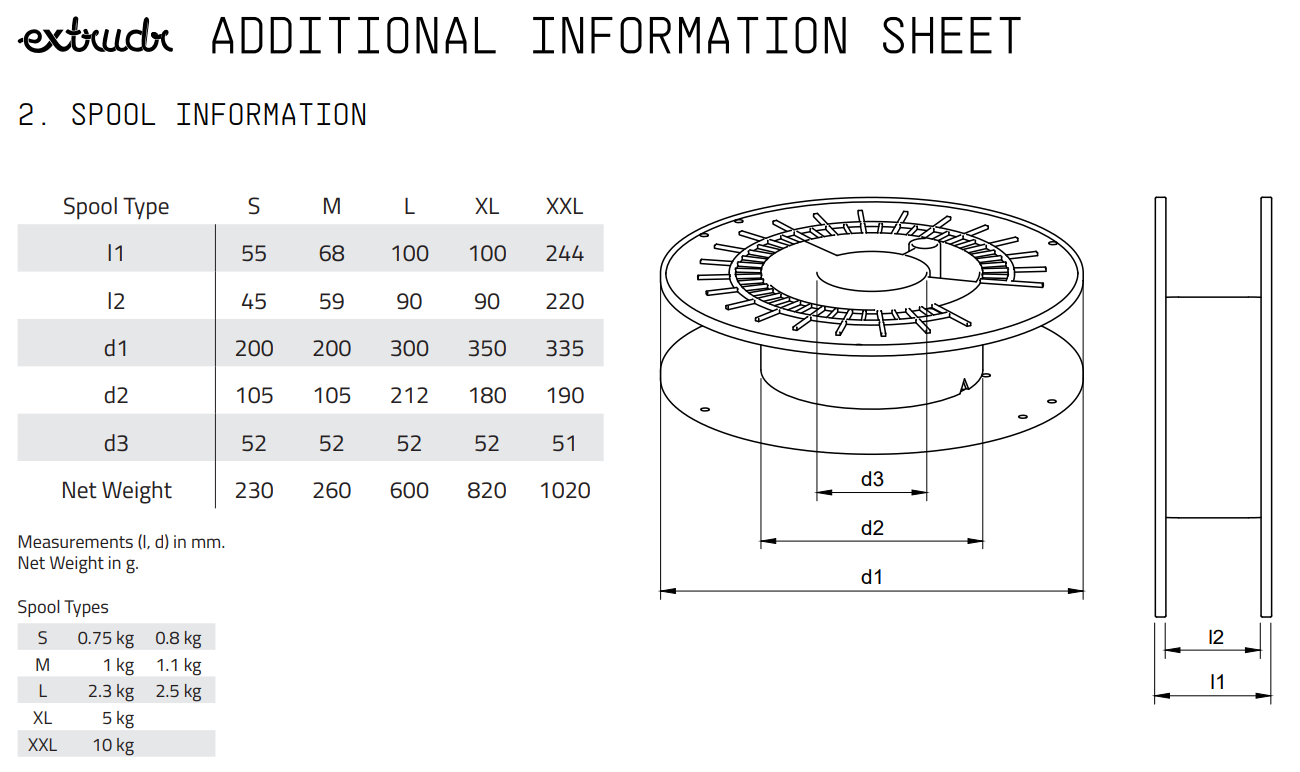 extrudr ADDITIONAL INFORMATION SHEET
2. SPOOL INFORMATION
Spool Type S M L XL XXL
l1 55 68 100 100 244
l2 45 59 90 90 220
d1 200 200 300 350 335
d2 105 105 212 180 190
d3 52 52 52 52 51
Net Weight 230 260 600 820 1020
Measurements (l, d) in mm.
Net Weight in g.
Spool Types
S 0.75 kg 0.8 kg
M 1 kg 1.1 kg
L 2.3 kg 2.5 kg
XL 5 kg
XXL 10 kg
d3
d2
d1
l2
l1